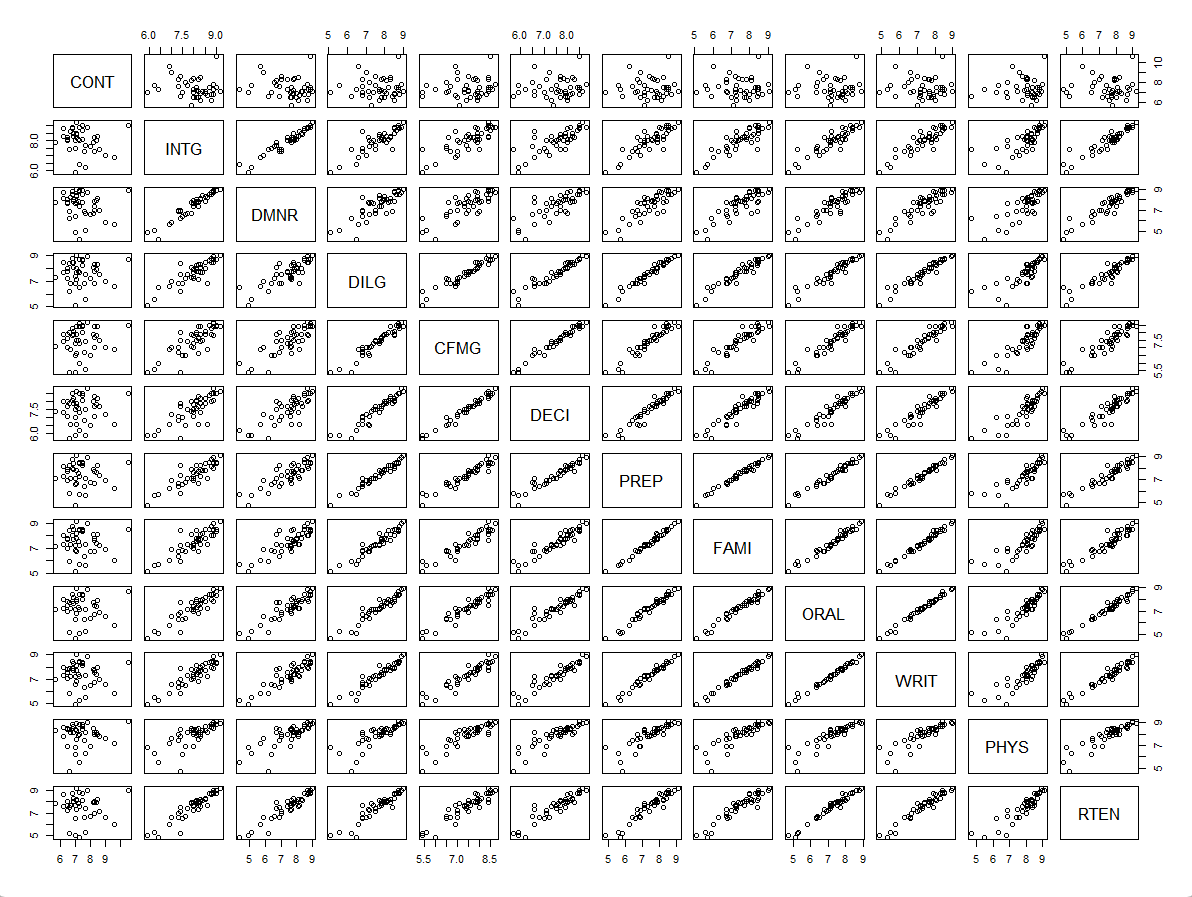 6.0 7.5 9.0 5 6 7 8 9 6.0 7.0 8.0 5 6 7 8 9 5 6 7 8 9 5 6 7 8 9
CONT 6 8 10
6.0 8.0 INTG
DMNR 5 7 9
5 7 9 DILG
CFMG 5.5 7.5
6.0 7.5 DECI
PREP 5 7 9
5 7 9 FAMI
ORAL 5 7 9
5 7 9 WRIT
PHYS 5 7 9
5 7 9 RTEN
6 7 8 9 5 6 7 8 9 5.5 7.0 8.5 5 6 7 8 9 5 6 7 8 9 5 6 7 8 9